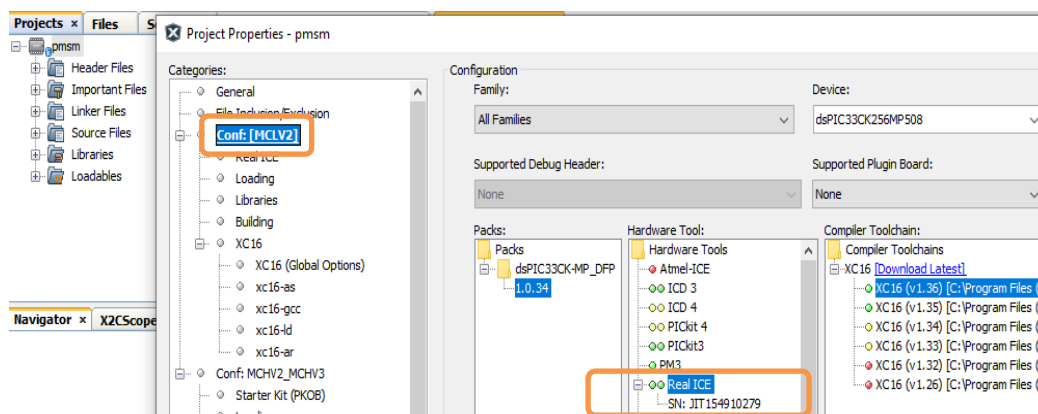 Projects × Files S
Project Properties - pmsm
pmsm
Header Files
Important Files
Linker Files
Source Files
Libraries
Loadables
Navigator × X2CScope
Categories:
General
File Inclusion/Exclusion
Conf: [MCLV2]
Real ICE
Loading
Libraries
Building
XC16
XC16 (Global Options)
xc16-as
xc16-gcc
xc16-ld
xc16-ar
Conf: MCHV2_MCHV3
Starter Kit (PKOB)
Configuration
Family:
All Families
Device:
dsPIC33CK256MP508
Supported Debug Header:
None
Supported Plugin Board:
None
Packs:
Packs
dsPIC33CK-MP_DFP
1.0.34
Hardware Tool:
Hardware Tools
Atmel-ICE
ICD 3
ICD 4
PICkit 4
PICkit3
PM3
Real ICE
SN: JIT154910279
Compiler Toolchain:
Compiler Toolchains
XC16 [Download Latest]
XC16 (v1.36) [C:\Program Files (
XC16 (v1.35) [C:\Program Files (
XC16 (v1.34) [C:\Program Files (
XC16 (v1.33) [C:\Program Files (
XC16 (v1.32) [C:\Program Files (
XC16 (v1.26) [C:\Program Files (